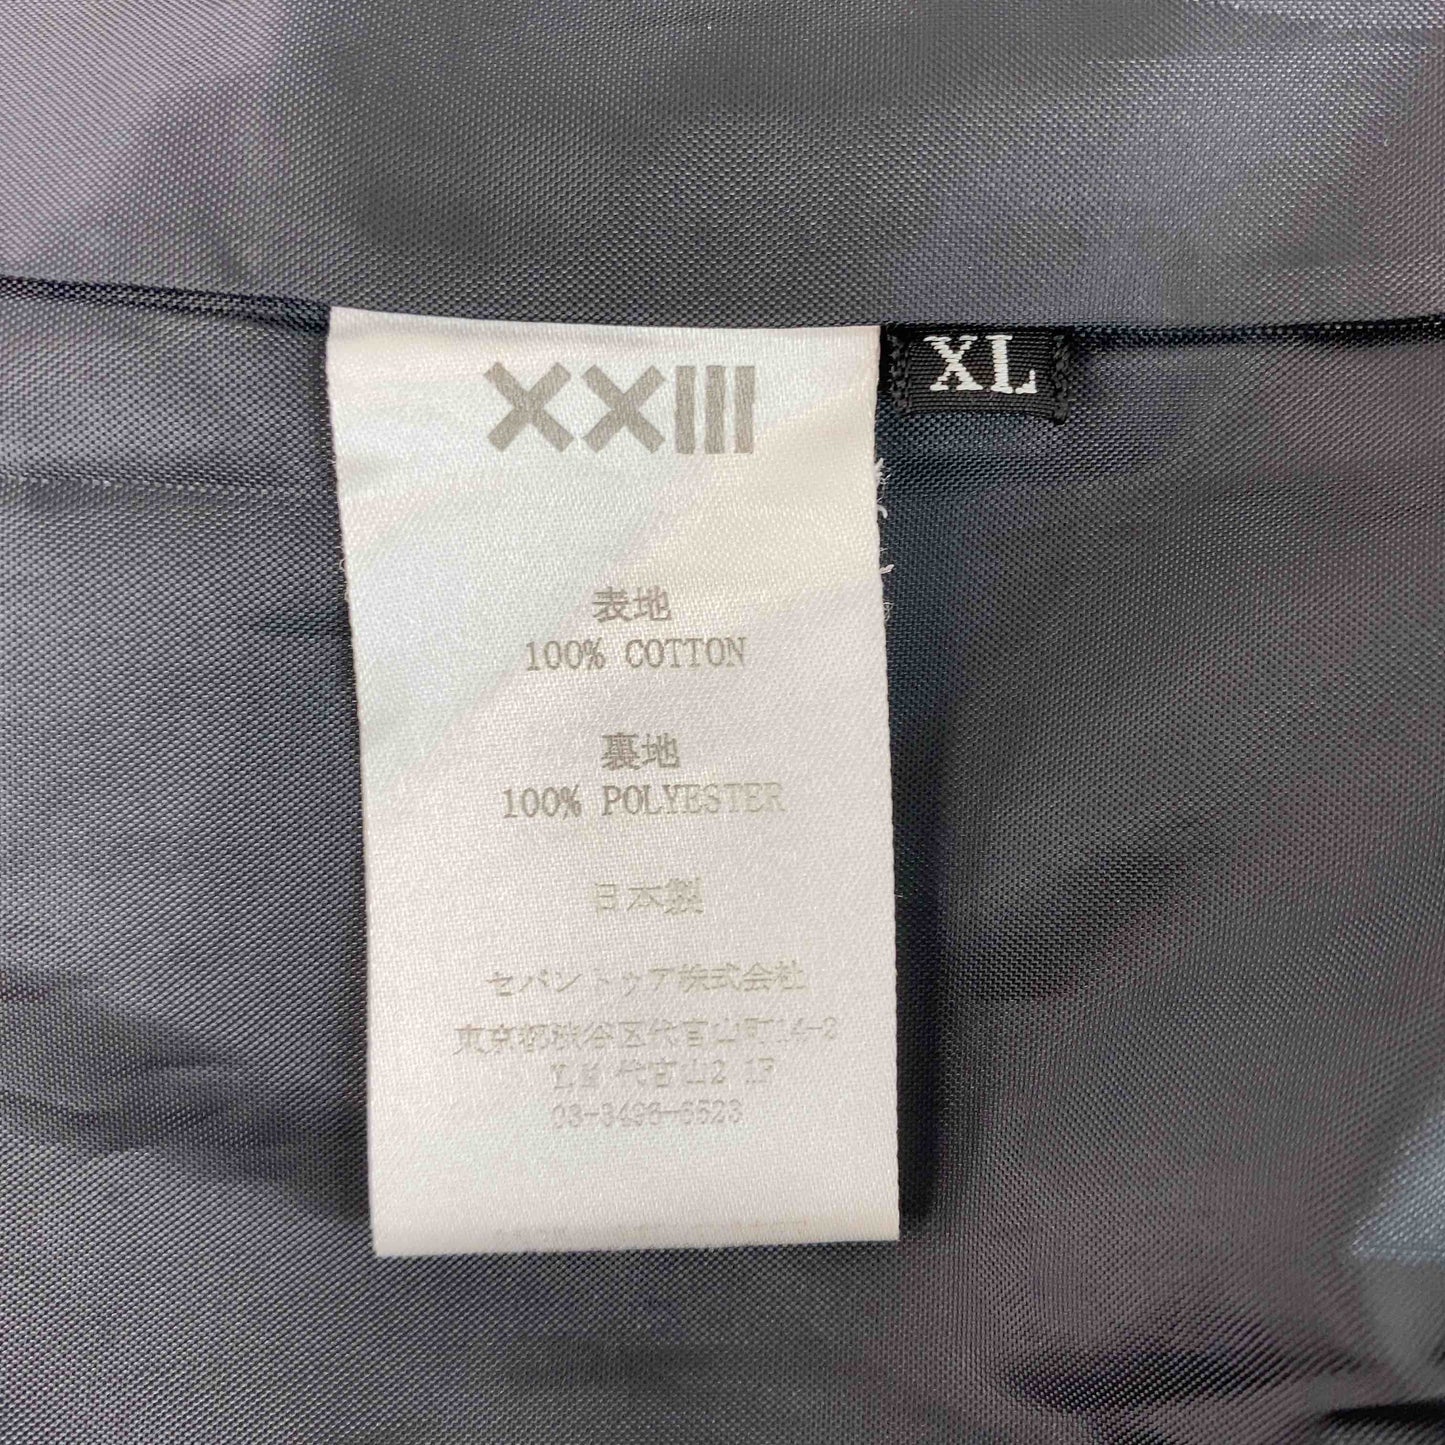 XXIII
XL
表地
100% COTTON
裏地
100% POLYESTER
日本製
セバントゥア株式会社
東京都渋谷区代官山町14-3
代官山2 1F
03-3496-6523